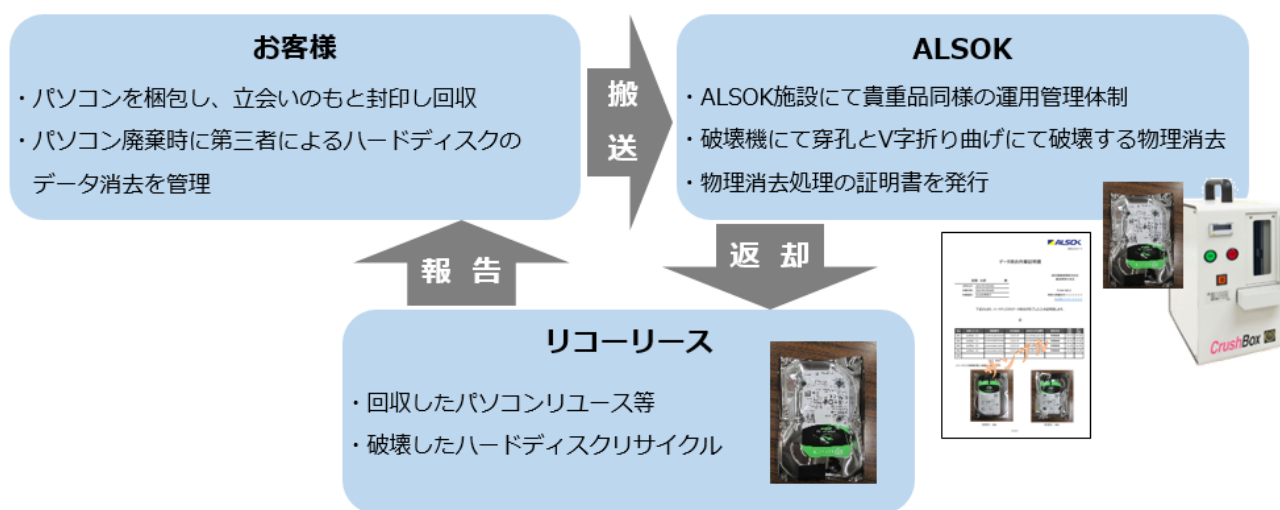 お客様
・パソコンを梱包し、立会いのもと封印し回収
・パソコン廃棄時に第三者によるハードディスクの
データ消去を管理
搬
送
ALSOK
・ALSOK施設にて貴重品同様の運用管理体制
・破壊機にて穿孔とV字折り曲げにて破壊する物理消去
・物理消去処理の証明書を発行
報 告
返 却
リコーリース
・回収したパソコンリユース等
・破壊したハードディスクリサイクル
ALSOK
サンプル
CrushBox